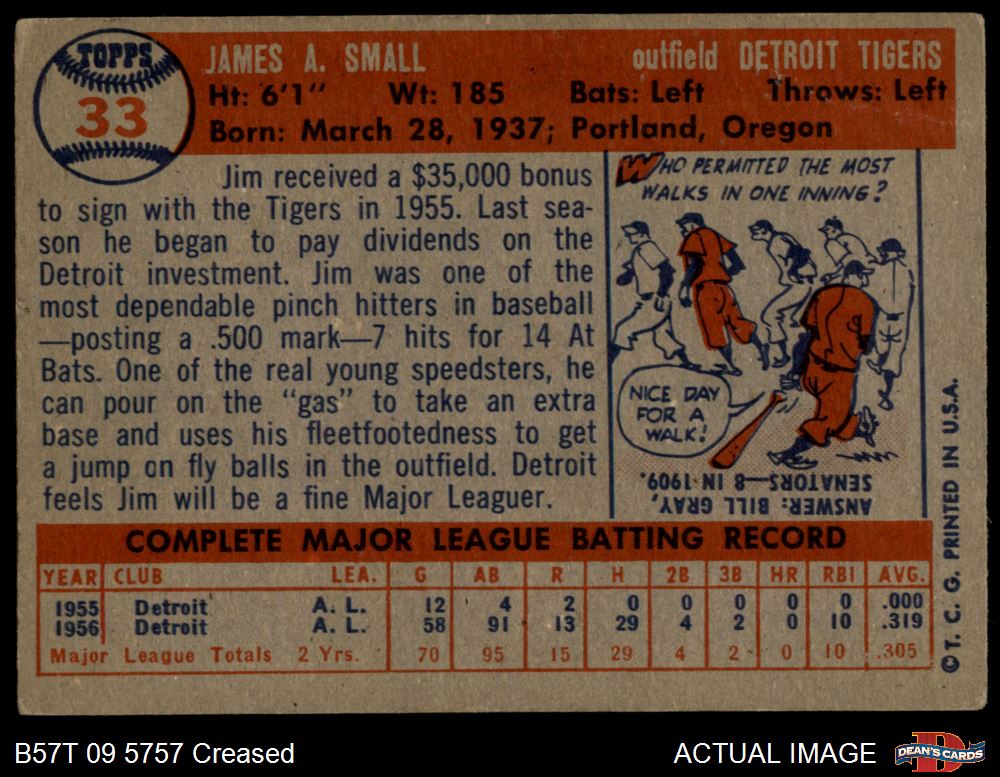 TOPPS
33
JAMES A. SMALL outfield DETROIT TIGERS
Ht: 6'1" Wt: 185 Bats: Left Throws: Left
Born: March 28, 1937; Portland, Oregon
Jim received a $35,000 bonus
to sign with the Tigers in 1955. Last sea-
son he began to pay dividends on the
Detroit investment. Jim was one of the
most dependable pinch hitters in baseball
—posting a .500 mark—7 hits for 14 At
Bats. One of the real young speedsters, he
can pour on the "gas" to take an extra
base and uses his fleetfootedness to get
a jump on fly balls in the outfield. Detroit
feels Jim will be a fine Major Leaguer.
WHO PERMITTED THE MOST
WALKS IN ONE INNING?
NICE DAY
FOR A
WALK!
ANSWER: BILL GRAY,
SENATORS—8 IN 1909.
COMPLETE MAJOR LEAGUE BATTING RECORD
YEAR CLUB LEA. G AB R H 2B 3B HR RBI AVG.
1955 Detroit A. L. 12 4 2 0 0 0 0 0 .000
1956 Detroit A. L. 58 91 13 29 4 2 0 10 .319
Major League Totals 2 Yrs. 70 95 15 29 4 2 0 10 .305
©T. C. G. PRINTED IN U.S.A.
B57T 09 5757 Creased
ACTUAL IMAGE
DEAN'S CARDS